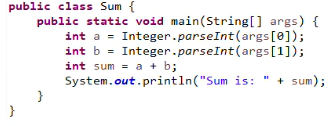 public class Sum {
    public static void main(String[] args) {
        int a = Integer.parseInt(args[0]);
        int b = Integer.parseInt(args[1]);
        int sum = a + b;
        System.out.println("Sum is: " + sum);
    }
}